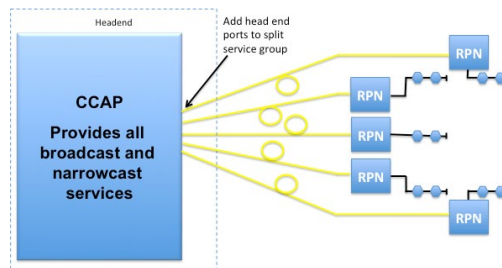 Headend
Add head end
ports to split
service group
CCAP
Provides all
broadcast and
narrowcast
services
RPN
RPN
RPN
RPN
RPN